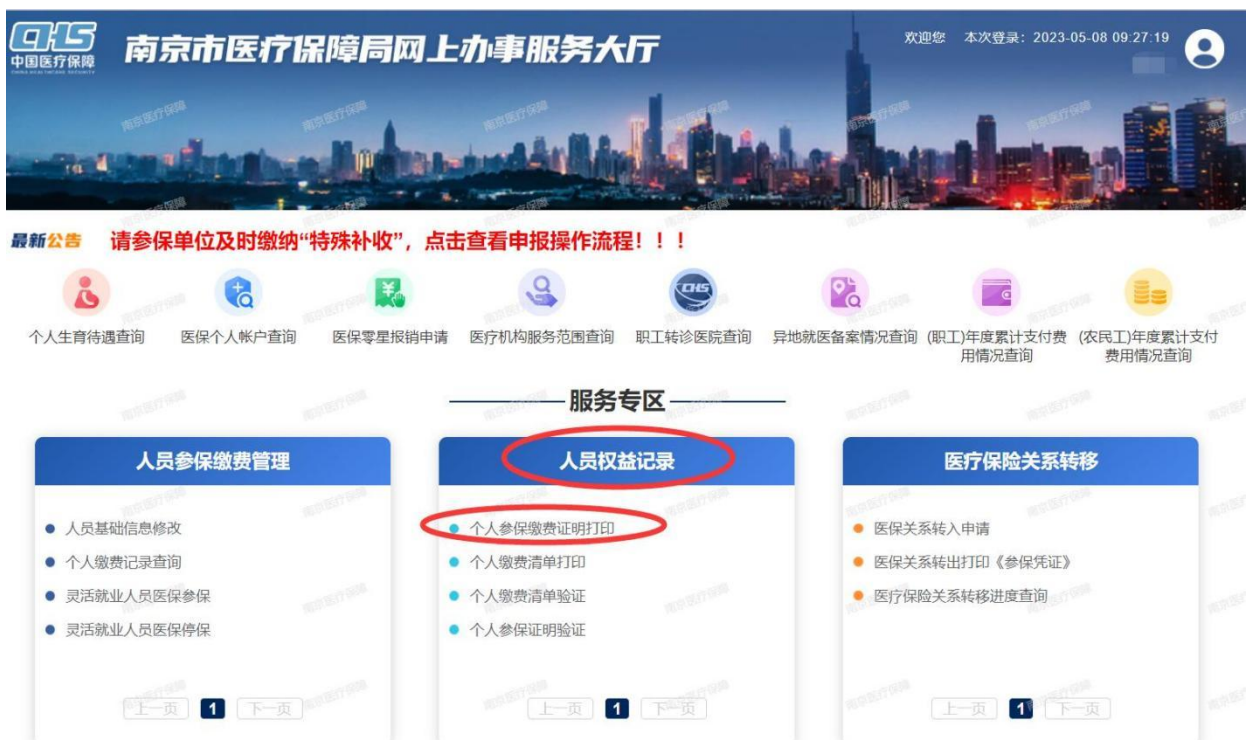 CHS
中国医疗保障
CHINA HEALTHCARE SECURITY
南京市医疗保障局网上办事服务大厅
欢迎您 本次登录：2023-05-08 09:27:19
最新公告 请参保单位及时缴纳“特殊补收”，点击查看申报操作流程！！！
个人生育待遇查询 医保个人帐户查询 医保零星报销申请 医疗机构服务范围查询 职工转诊医院查询 异地就医备案情况查询 (职工)年度累计支付费 (农民工)年度累计支付
用情况查询 费用情况查询
服务专区
人员参保缴费管理
人员基础信息修改
个人缴费记录查询
灵活就业人员医保参保
灵活就业人员医保停保
上一页 1 下一页
人员权益记录
个人参保缴费证明打印
个人缴费清单打印
个人缴费清单验证
个人参保证明验证
上一页 1 下一页
医疗保险关系转移
医保关系转入申请
医保关系转出打印《参保凭证》
医疗保险关系转移进度查询
上一页 1 下一页
南京医疗保障